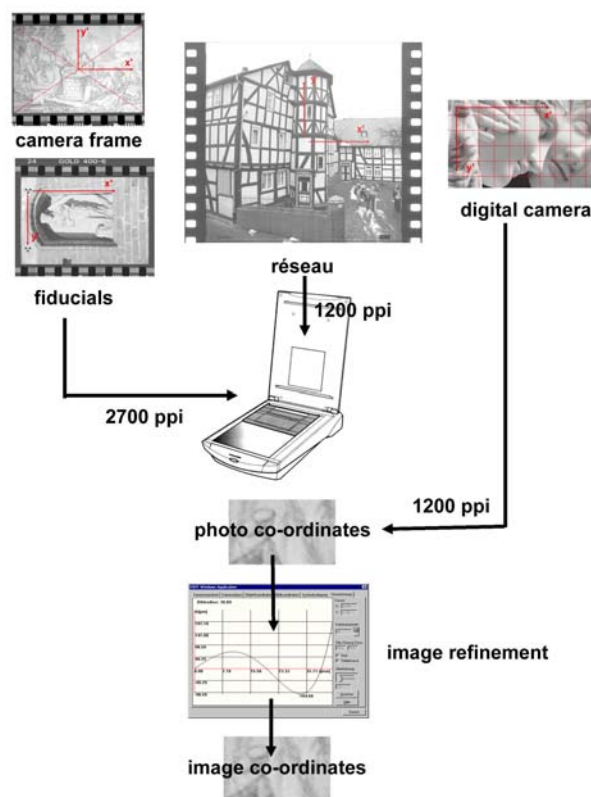 y'
x'
camera frame
24 GOLD 400-6
x'
y'
fiducials
y'
x'
réseau
x'
y'
digital camera
1200 ppi
2700 ppi
1200 ppi
photo co-ordinates
image refinement
image co-ordinates